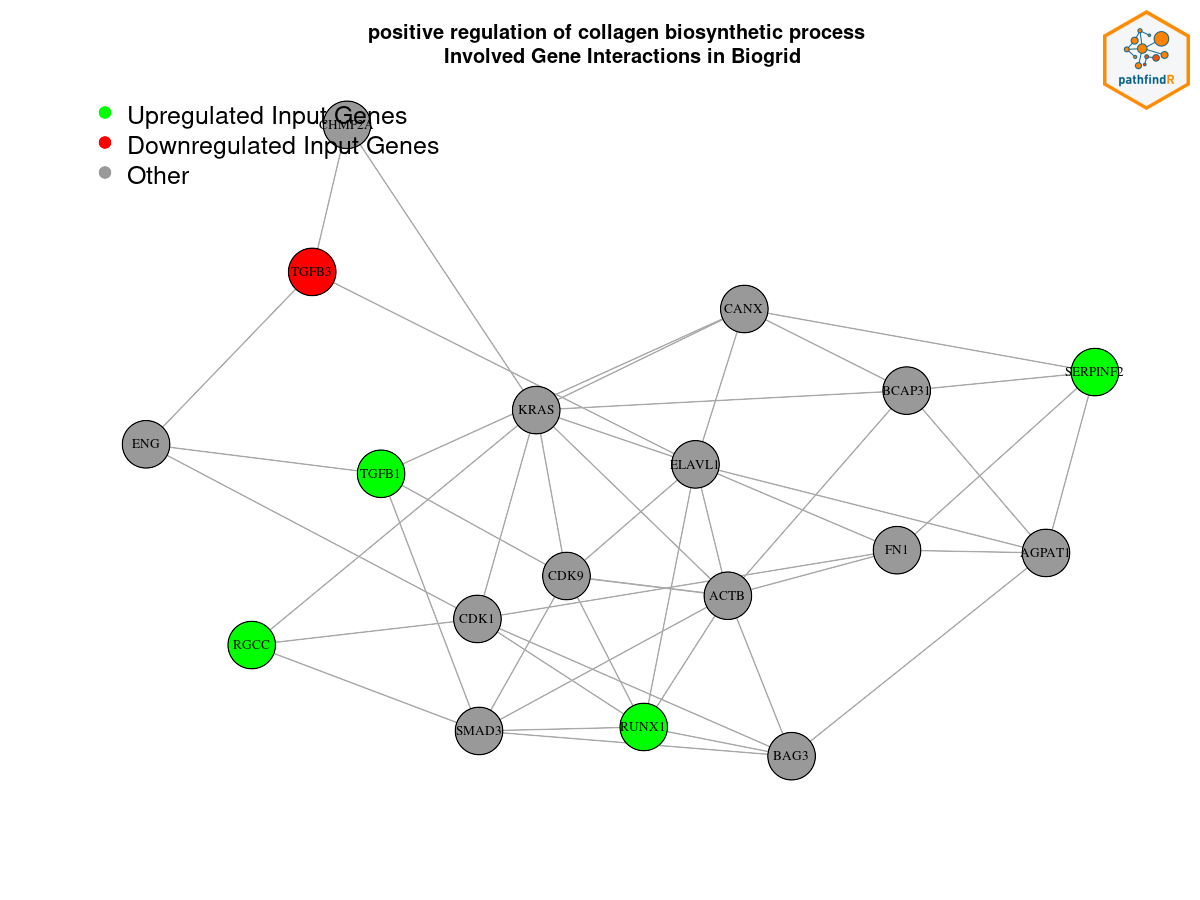 positive regulation of collagen biosynthetic process
Involved Gene Interactions in Biogrid
pathfindR
Upregulated Input Genes
CHMP2A
Downregulated Input Genes
Other
TGFB3
CANX
SERPINF2
BCAP31
KRAS
ENG
ELAVL1
TGFB1
FN1
AGPAT1
CDK9
ACTB
CDK1
RGCC
SMAD3
RUNX1
BAG3